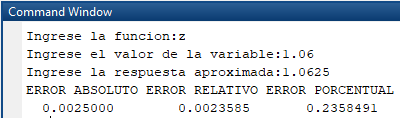 Command Window
Ingrese la funcion:z
Ingrese el valor de la variable:1.06
Ingrese la respuesta aproximada:1.0625
ERROR ABSOLUTO ERROR RELATIVO ERROR PORCENTUAL
0.0025000 0.0023585 0.2358491